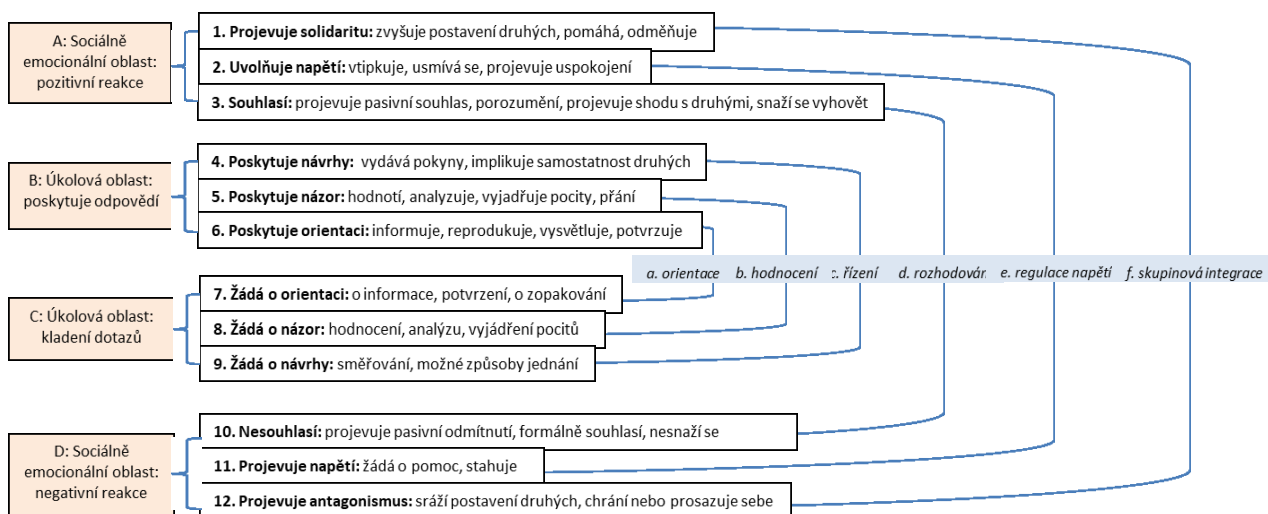 A: Sociálně
emocionální oblast:
pozitivní reakce
1. Projevuje solidaritu: zvyšuje postavení druhých, pomáhá, odměňuje
2. Uvolňuje napětí: vtipkuje, usmívá se, projevuje uspokojení
3. Souhlasí: projevuje pasivní souhlas, porozumění, projevuje shodu s druhými, snaží se vyhovět
B: Úkolová oblast:
poskytuje odpovědí
4. Poskytuje návrhy: vydává pokyny, implikuje samostatnost druhých
5. Poskytuje názor: hodnotí, analyzuje, vyjadřuje pocity, přání
6. Poskytuje orientaci: informuje, reprodukuje, vysvětluje, potvrzuje
a. orientace b. hodnocení c. řízení d. rozhodován e. regulace napětí f. skupinová integrace
C: Úkolová oblast:
kladení dotazů
7. Žádá o orientaci: o informace, potvrzení, o zopakování
8. Žádá o názor: hodnocení, analýzu, vyjádření pocitů
9. Žádá o návrhy: směřování, možné způsoby jednání
D: Sociálně
emocionální oblast:
negativní reakce
10. Nesouhlasí: projevuje pasivní odmítnutí, formálně souhlasí, nesnaží se
11. Projevuje napětí: žádá o pomoc, stahuje
12. Projevuje antagonismus: sráží postavení druhých, chrání nebo prosazuje sebe